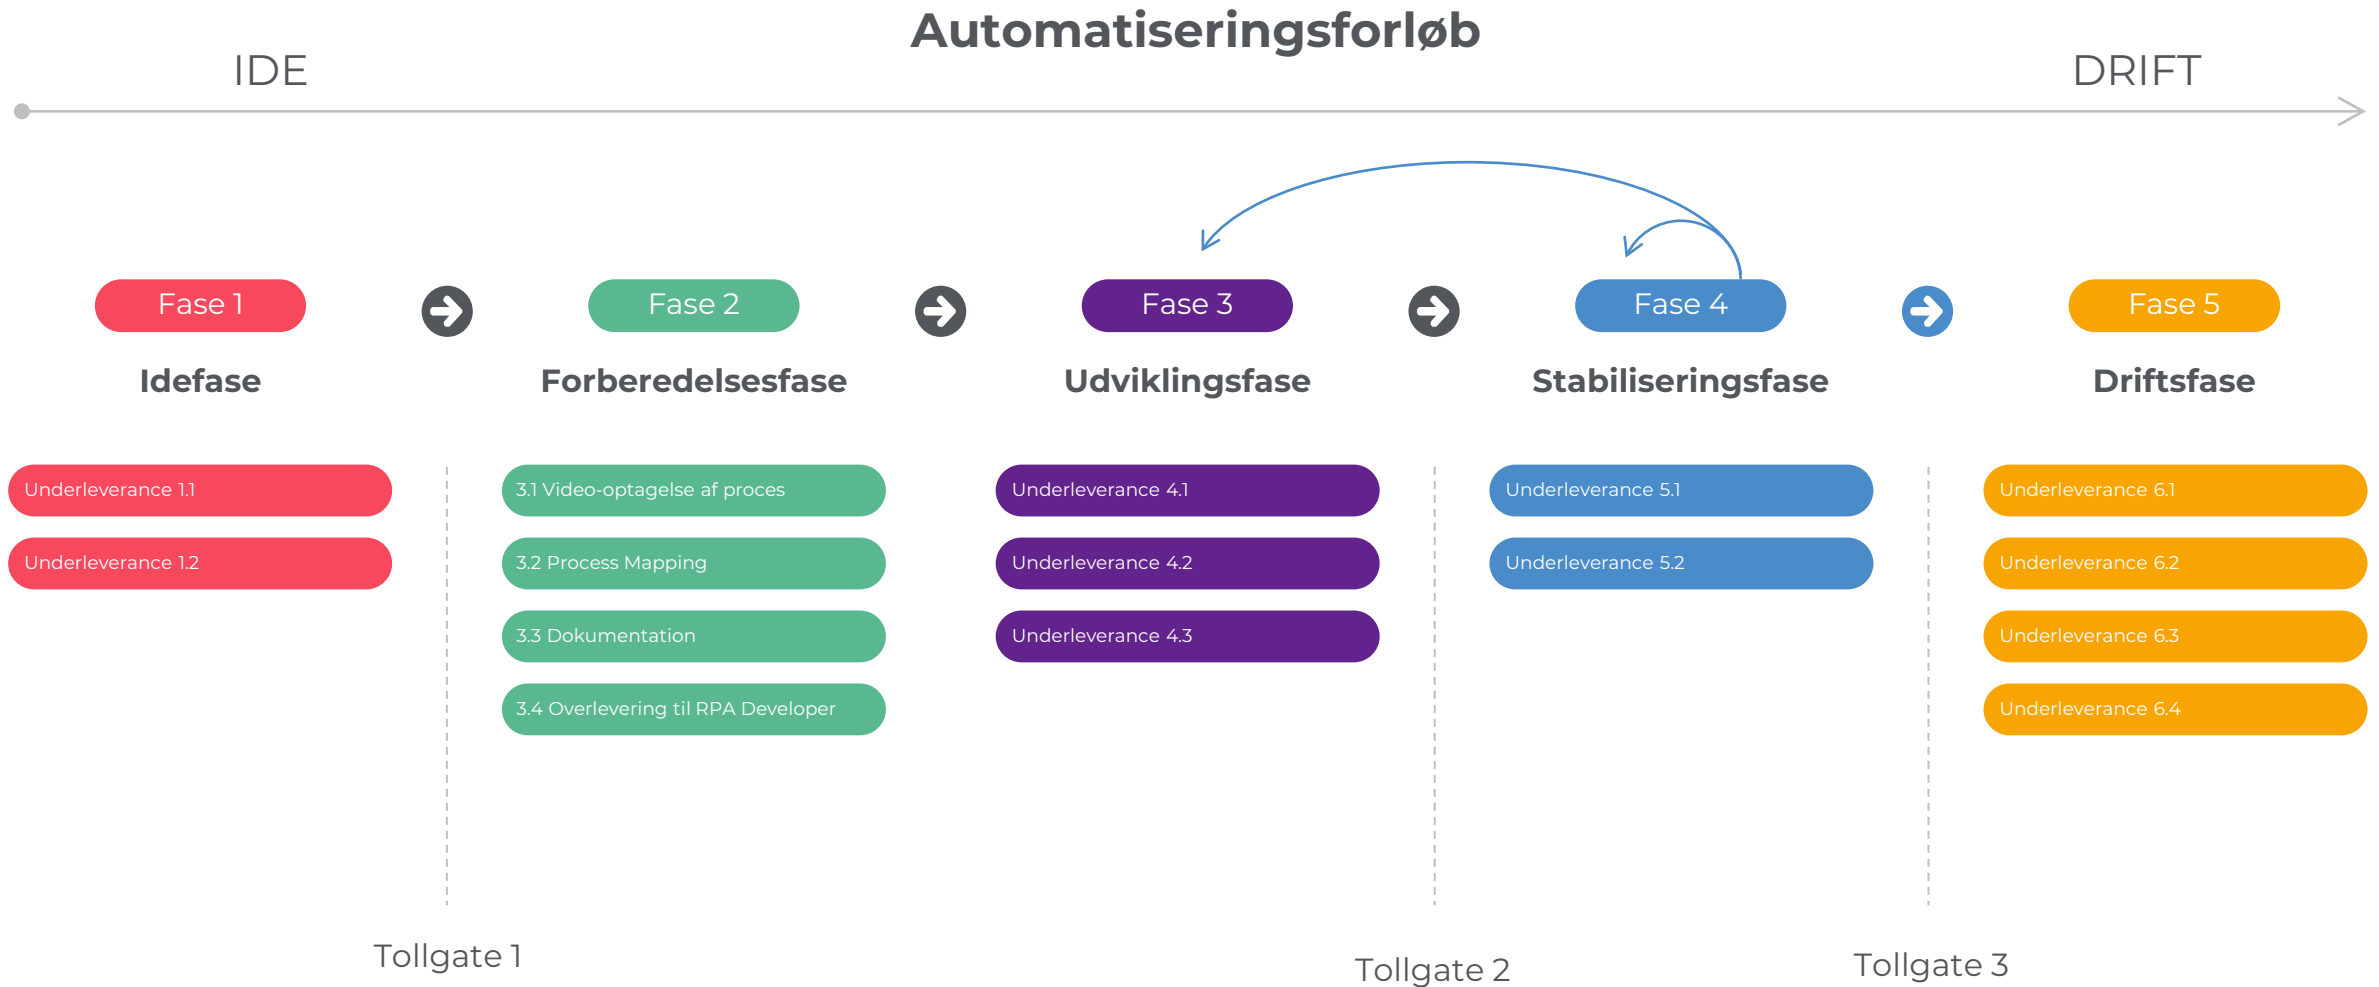 Automatiseringsforløb
IDE
DRIFT
Fase 1
Fase 2
Fase 3
Fase 4
Fase 5
Idefase
Forberedelsesfase
Udviklingsfase
Stabiliseringsfase
Driftsfase
Underleverance 1.1
Underleverance 1.2
3.1 Video-optagelse af proces
3.2 Process Mapping
3.3 Dokumentation
3.4 Overlevering til RPA Developer
Underleverance 4.1
Underleverance 4.2
Underleverance 4.3
Underleverance 5.1
Underleverance 5.2
Underleverance 6.1
Underleverance 6.2
Underleverance 6.3
Underleverance 6.4
Tollgate 1
Tollgate 2
Tollgate 3